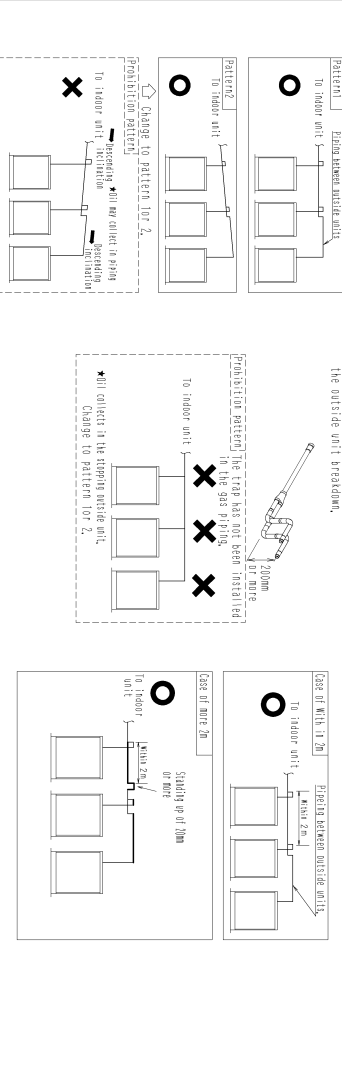 Pattern1
Piping between outside units
To indoor unit
Pattern2
To indoor unit
Change to pattern 1or 2.
Prohibition pattern
To indoor unit
Descending
inclination
★Oil may collect in piping
Descending
inclination
the outside unit breakdown.
200mm
or more
Prohibition pattern
The trap has not been installed
in the gas piping.
To indoor unit
★Oil collects in the stopping outside unit.
Change to pattern 1or 2.
Case of With in 2m
Pipeing between outside units.
To indoor unit
Within 2m
Case of more 2m
Standing up of 20mm
or more
To indoor
unit
Within 2m